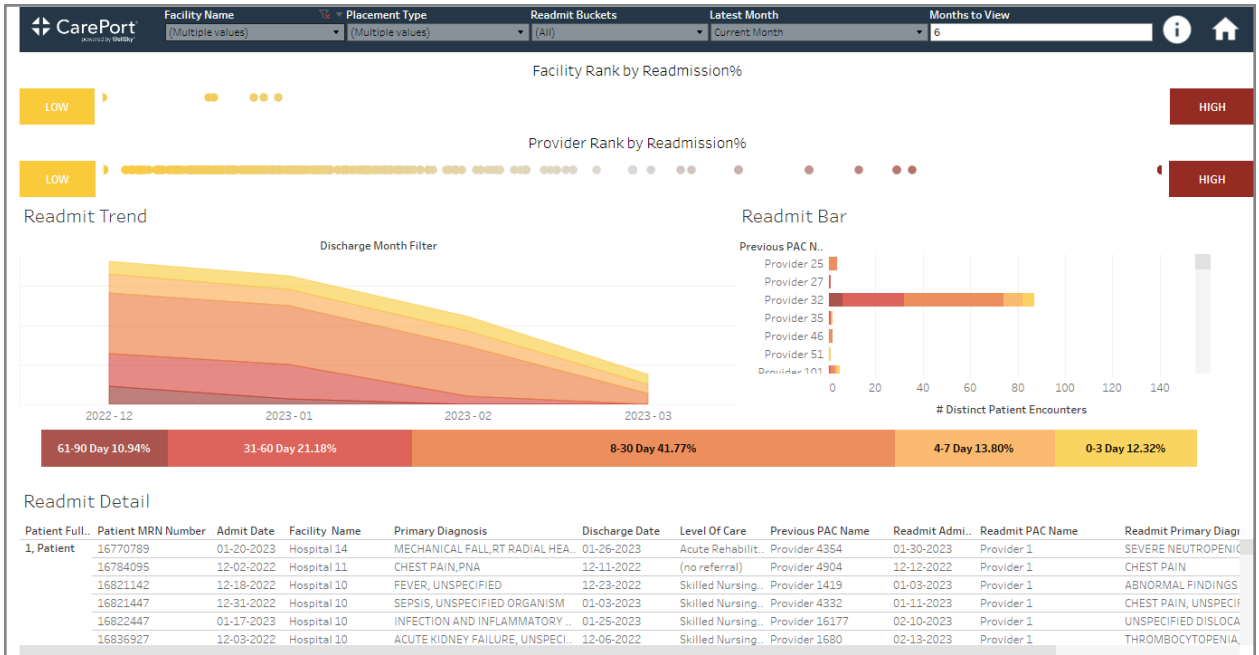 CarePort
powered by WellSky
Facility Name Placement Type Readmit Buckets Latest Month Months to View
(Multiple values) (Multiple values) (All) Current Month 6
Facility Rank by Readmission%
LOW HIGH
Provider Rank by Readmission%
LOW HIGH
Readmit Trend
Discharge Month Filter
2022-12 2023-01 2023-02 2023-03
Readmit Bar
Previous PAC N..
Provider 25
Provider 27
Provider 32
Provider 35
Provider 46
Provider 51
Provider 101
0 20 40 60 80 100 120 140
# Distinct Patient Encounters
61-90 Day 10.94% 31-60 Day 21.18% 8-30 Day 41.77% 4-7 Day 13.80% 0-3 Day 12.32%
Readmit Detail
Patient Full.. Patient MRN Number Admit Date Facility Name Primary Diagnosis Discharge Date Level Of Care Previous PAC Name Readmit Admi.. Readmit PAC Name Readmit Primary Diagr
1, Patient 16770789 01-20-2023 Hospital 14 MECHANICAL FALL,RT RADIAL HEA.. 01-26-2023 Acute Rehabilit.. Provider 4354 01-30-2023 Provider 1 SEVERE NEUTROPENIC
16784095 12-02-2022 Hospital 11 CHEST PAIN,PNA 12-11-2022 (no referral) Provider 4904 12-12-2022 Provider 1 CHEST PAIN
16821142 12-18-2022 Hospital 10 FEVER, UNSPECIFIED 12-23-2022 Skilled Nursing.. Provider 1419 01-03-2023 Provider 1 ABNORMAL FINDINGS
16821447 12-31-2022 Hospital 10 SEPSIS, UNSPECIFIED ORGANISM 01-03-2023 Skilled Nursing.. Provider 4332 01-11-2023 Provider 1 CHEST PAIN, UNSPECIF
16822447 01-17-2023 Hospital 10 INFECTION AND INFLAMMATORY .. 01-25-2023 Skilled Nursing.. Provider 16177 02-10-2023 Provider 1 UNSPECIFIED DISLOCA
16836927 12-03-2022 Hospital 10 ACUTE KIDNEY FAILURE, UNSPECI.. 12-06-2022 Skilled Nursing.. Provider 1680 02-13-2023 Provider 1 THROMBOCYTOPENIA,